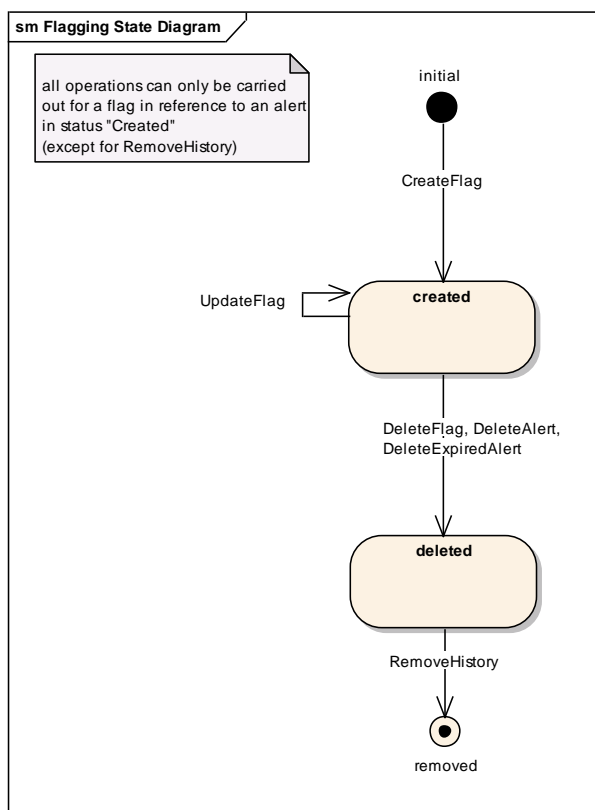 sm Flagging State Diagram
all operations can only be carried
out for a flag in reference to an alert
in status "Created"
(except for RemoveHistory)
initial
CreateFlag
UpdateFlag
created
DeleteFlag, DeleteAlert,
DeleteExpiredAlert
deleted
RemoveHistory
removed